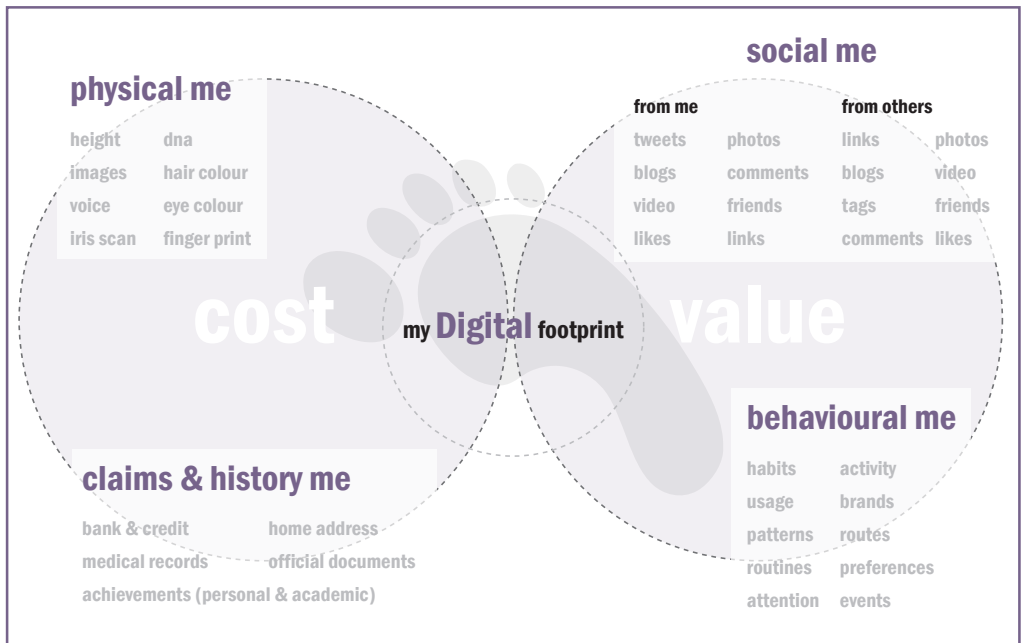 physical me
height dna
images hair colour
voice eye colour
iris scan finger print
social me
from me from others
tweets photos links photos
blogs comments blogs video
video friends tags friends
likes links comments likes
cost
my Digital footprint
value
claims & history me
bank & credit home address
medical records official documents
achievements (personal & academic)
behavioural me
habits activity
usage brands
patterns routes
routines preferences
attention events